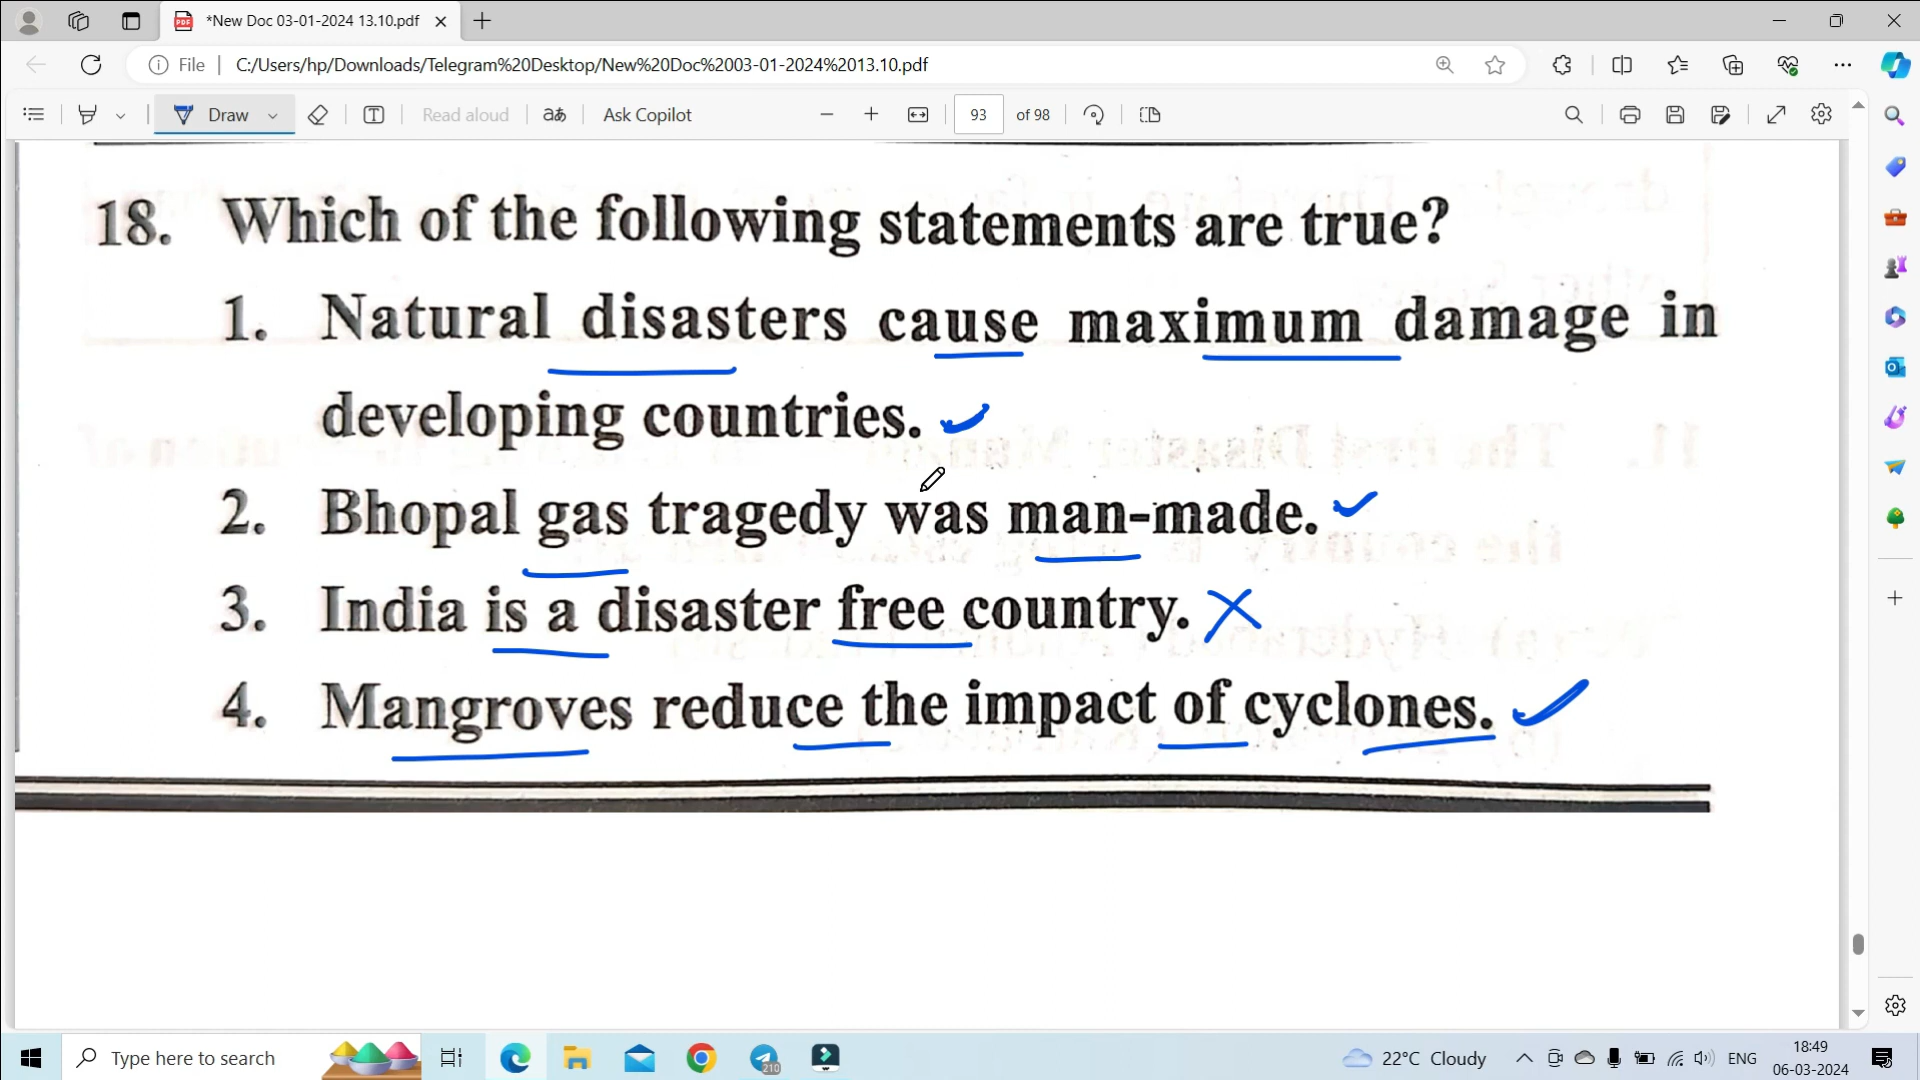 *New Doc 03-01-2024 13.10.pdf
File
C:/Users/hp/Downloads/Telegram%20Desktop/New%20Doc%2003-01-2024%2013.10.pdf
Draw
Read aloud
aあ
Ask Copilot
93 of 98
18. Which of the following statements are true?
1. Natural disasters cause maximum damage in
developing countries.
2. Bhopal gas tragedy was man-made.
3. India is a disaster free country.
4. Mangroves reduce the impact of cyclones.
Type here to search
210
22°C Cloudy
ENG
18:49
06-03-2024